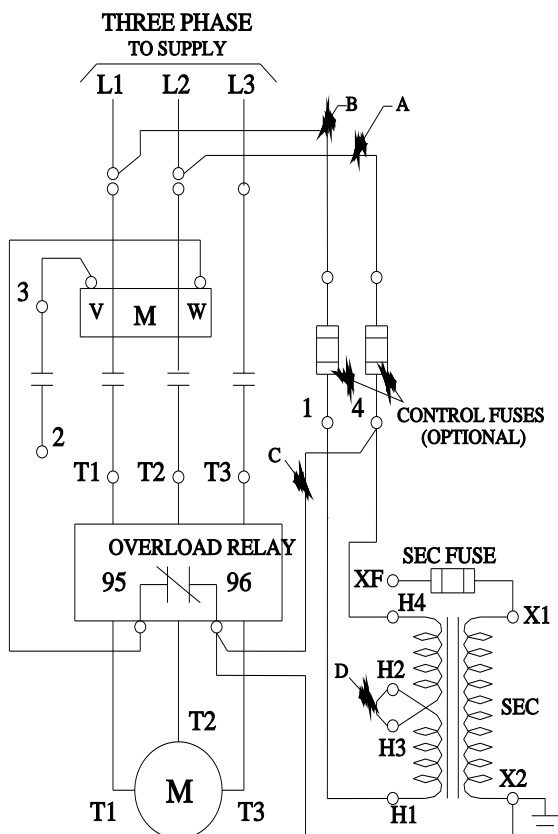 THREE PHASE
TO SUPPLY
L1 L2 L3
B A
3
V M W
2
1 4
CONTROL FUSES
(OPTIONAL)
C
T1 T2 T3
OVERLOAD RELAY
95 96
SEC FUSE
XF
H4 X1
D H2
SEC
H3
T2
X2
M
T1 T3 H1